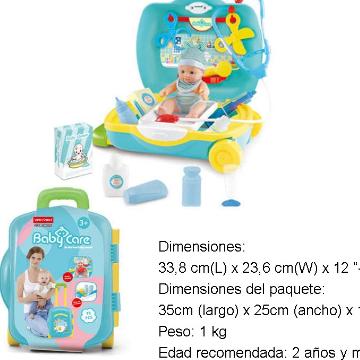 3+
Baby Care
Dimensiones:
33,8 cm(L) x 23,6 cm(W) x 12 "
Dimensiones del paquete:
35cm (largo) x 25cm (ancho) x
Peso: 1 kg
Edad recomendada: 2 años y